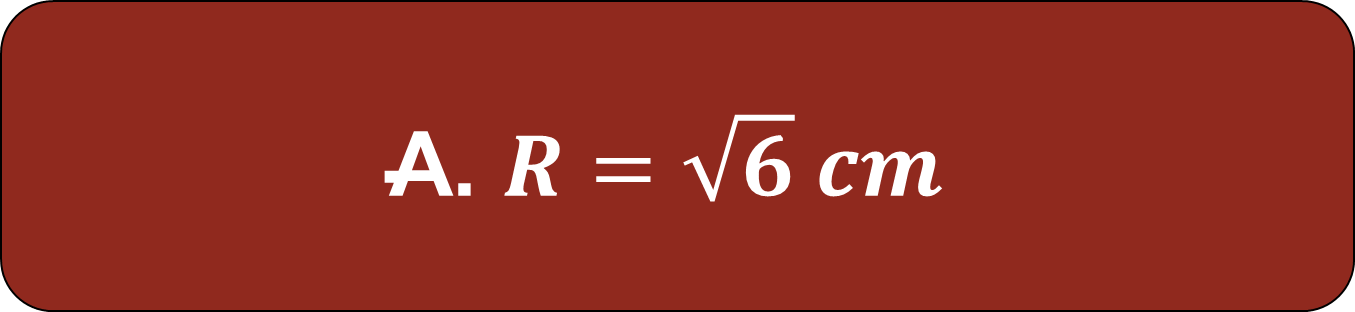 A. R = √6 cm